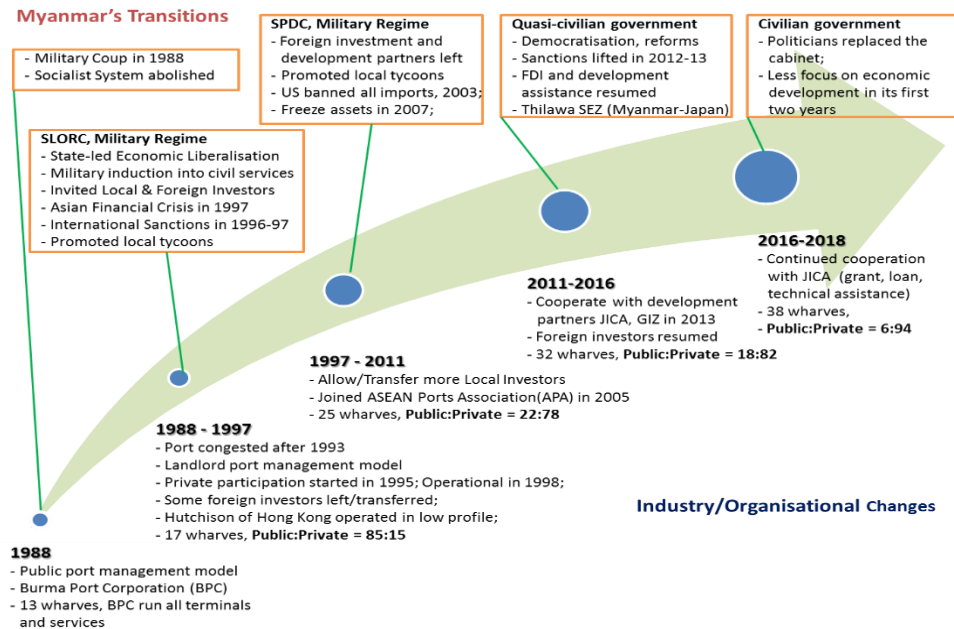 Myanmar's Transitions
- Military Coup in 1988
- Socialist System abolished
SLORC, Military Regime
- State-led Economic Liberalisation
- Military induction into civil services
- Invited Local & Foreign Investors
- Asian Financial Crisis in 1997
- International Sanctions in 1996-97
- Promoted local tycoons
SPDC, Military Regime
- Foreign investment and
development partners left
- Promoted local tycoons
- US banned all imports, 2003;
- Freeze assets in 2007;
Quasi-civilian government
- Democratisation, reforms
- Sanctions lifted in 2012-13
- FDI and development
assistance resumed
- Thilawa SEZ (Myanmar-Japan)
Civilian government
- Politicians replaced the
cabinet;
- Less focus on economic
development in its first
two years
1988
- Public port management model
- Burma Port Corporation (BPC)
- 13 wharves, BPC run all terminals
and services
1988 - 1997
- Port congested after 1993
- Landlord port management model
- Private participation started in 1995; Operational in 1998;
- Some foreign investors left/transferred;
- Hutchison of Hong Kong operated in low profile;
- 17 wharves, Public:Private = 85:15
1997 - 2011
- Allow/Transfer more Local Investors
- Joined ASEAN Ports Association(APA) in 2005
- 25 wharves, Public:Private = 22:78
2011-2016
- Cooperate with development
partners JICA, GIZ in 2013
- Foreign investors resumed
- 32 wharves, Public:Private = 18:82
2016-2018
- Continued cooperation
with JICA (grant, loan,
technical assistance)
- 38 wharves,
- Public:Private = 6:94
Industry/Organisational Changes